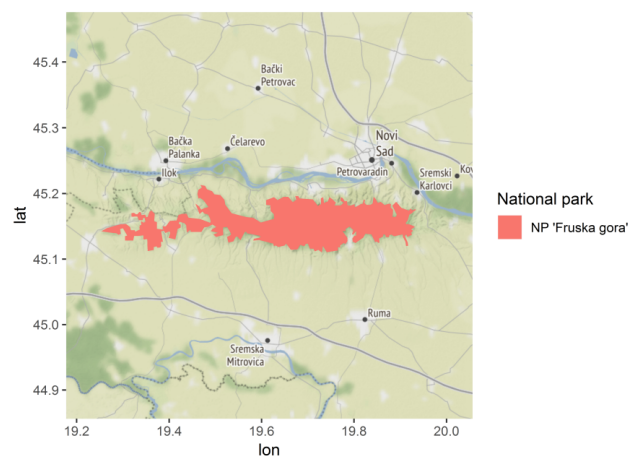 45.4
45.3
45.2
45.1
45.0
44.9
lat
Bački
Petrovac
Novi
Sad
Bačka
Palanka
Čelarevo
Ilok
Petrovaradin
Sremski
Karlovci
Kov
Ruma
Sremska
Mitrovica
19.2
19.4
19.6
19.8
20.0
lon
National park
NP 'Fruska gora'